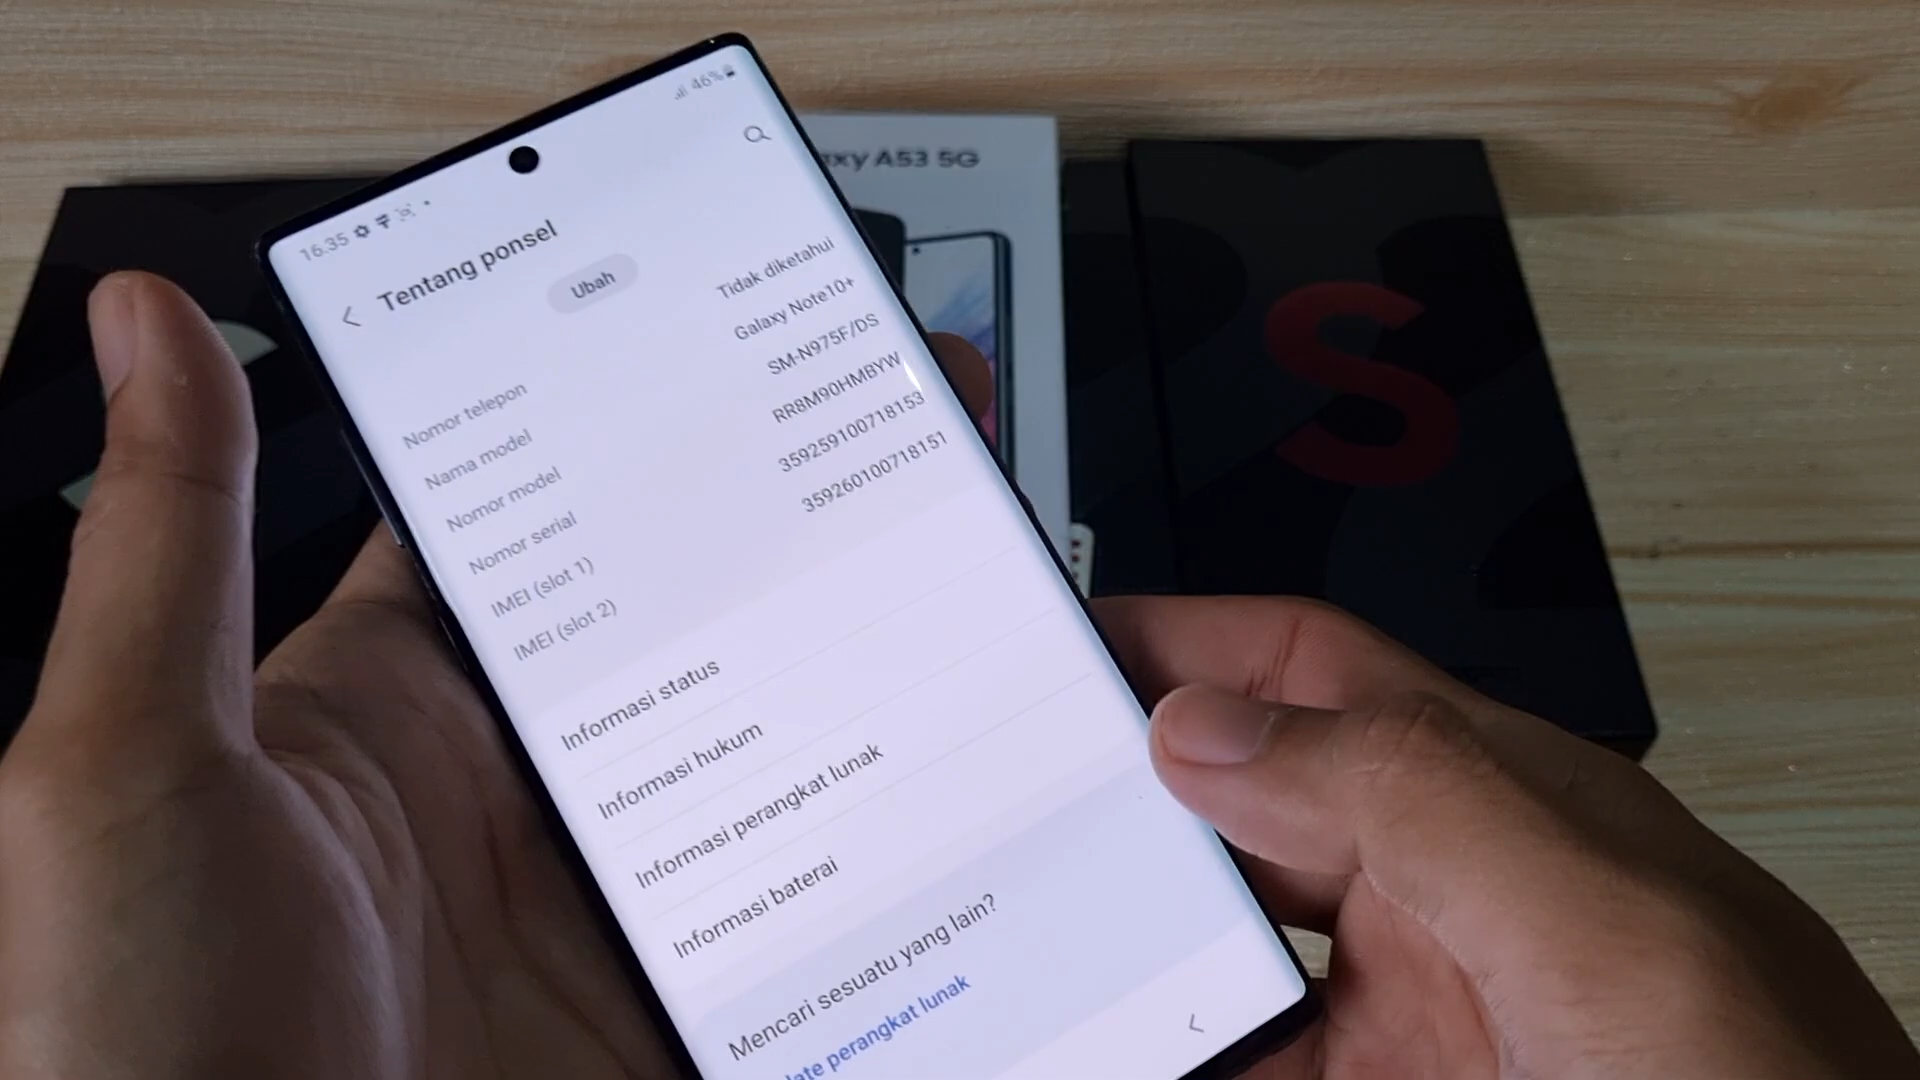 16.35
46%
Tentang ponsel
Ubah
Nomor telepon Tidak diketahui
Nama model Galaxy Note10+
Nomor model SM-N975F/DS
Nomor serial RR8M90HMBYW
IMEI (slot 1) 359259100718153
IMEI (slot 2) 359260100718151
Informasi status
Informasi hukum
Informasi perangkat lunak
Informasi baterai
Mencari sesuatu yang lain?
perangkat lunak
A53 5G
S